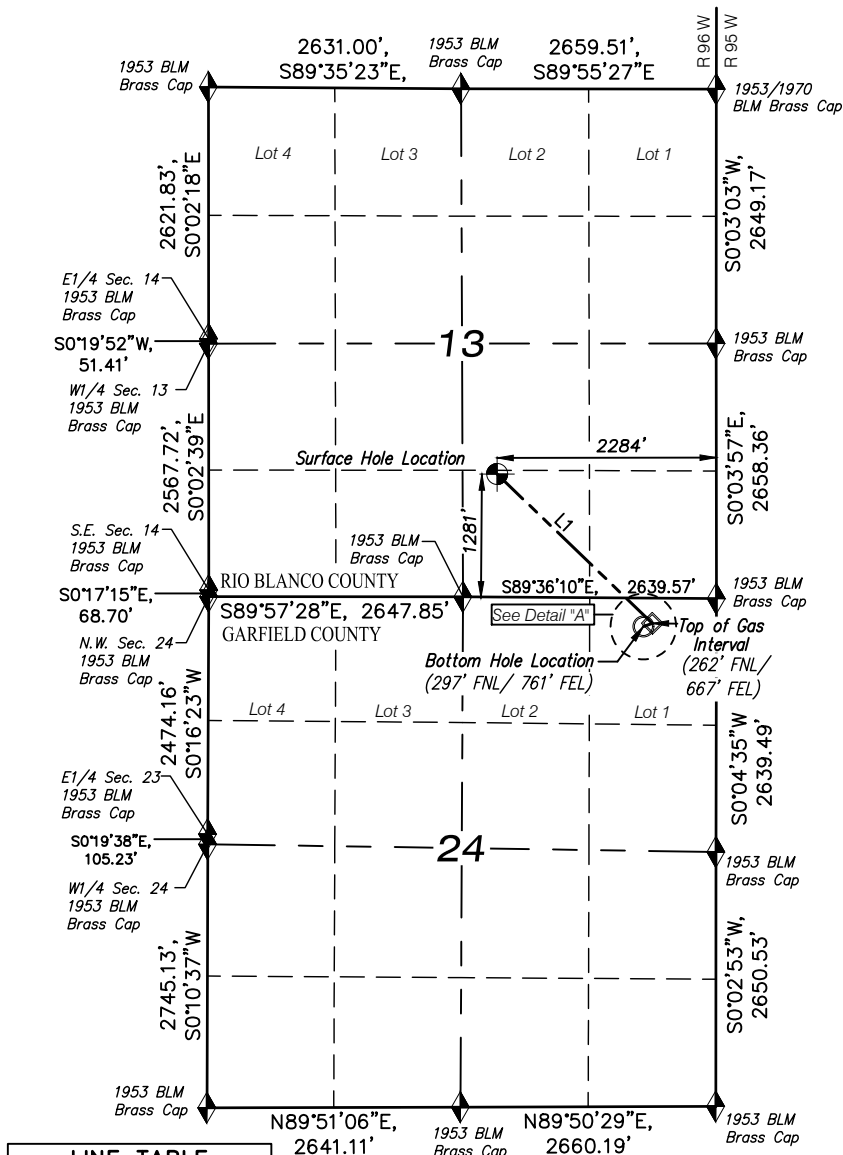 R 96 W
R 95 W
2631.00',
S89°35'23"E,
1953 BLM
Brass Cap
2659.51',
S89°55'27"E
1953 BLM
Brass Cap
1953/1970
BLM Brass Cap
Lot 4
Lot 3
Lot 2
Lot 1
2621.83',
S0°02'18"E
S0°03'03"W,
2649.17'
E1/4 Sec. 14
1953 BLM
Brass Cap
S0°19'52"W,
51.41'
13
1953 BLM
Brass Cap
W1/4 Sec. 13
1953 BLM
Brass Cap
2567.72'
S0°02'39"E
Surface Hole Location
2284'
S0°03'57"E,
2658.36'
L1
1281'
S.E. Sec. 14
1953 BLM
Brass Cap
1953 BLM
Brass Cap
RIO BLANCO COUNTY
S89°36'10"E,
2639.57'
1953 BLM
Brass Cap
S0°17'15"E,
68.70'
S89°57'28"E, 2647.85'
GARFIELD COUNTY
See Detail "A"
Top of Gas
Interval
(262' FNL/
667' FEL)
N.W. Sec. 24
1953 BLM
Brass Cap
Bottom Hole Location
(297' FNL/ 761' FEL)
2474.16'
S0°16'23"W
Lot 4
Lot 3
Lot 2
Lot 1
S0°04'35"W
2639.49'
E1/4 Sec. 23
1953 BLM
Brass Cap
S0°19'38"E,
105.23'
24
1953 BLM
Brass Cap
W1/4 Sec. 24
1953 BLM
Brass Cap
2745.13',
S0°10'37"W
S0°02'53"W
2650.53'
1953 BLM
Brass Cap
N89°51'06"E,
2641.11'
1953 BLM
Brass Cap
N89°50'29"E,
2660.19'
1953 BLM
Brass Cap
LINE TABLE